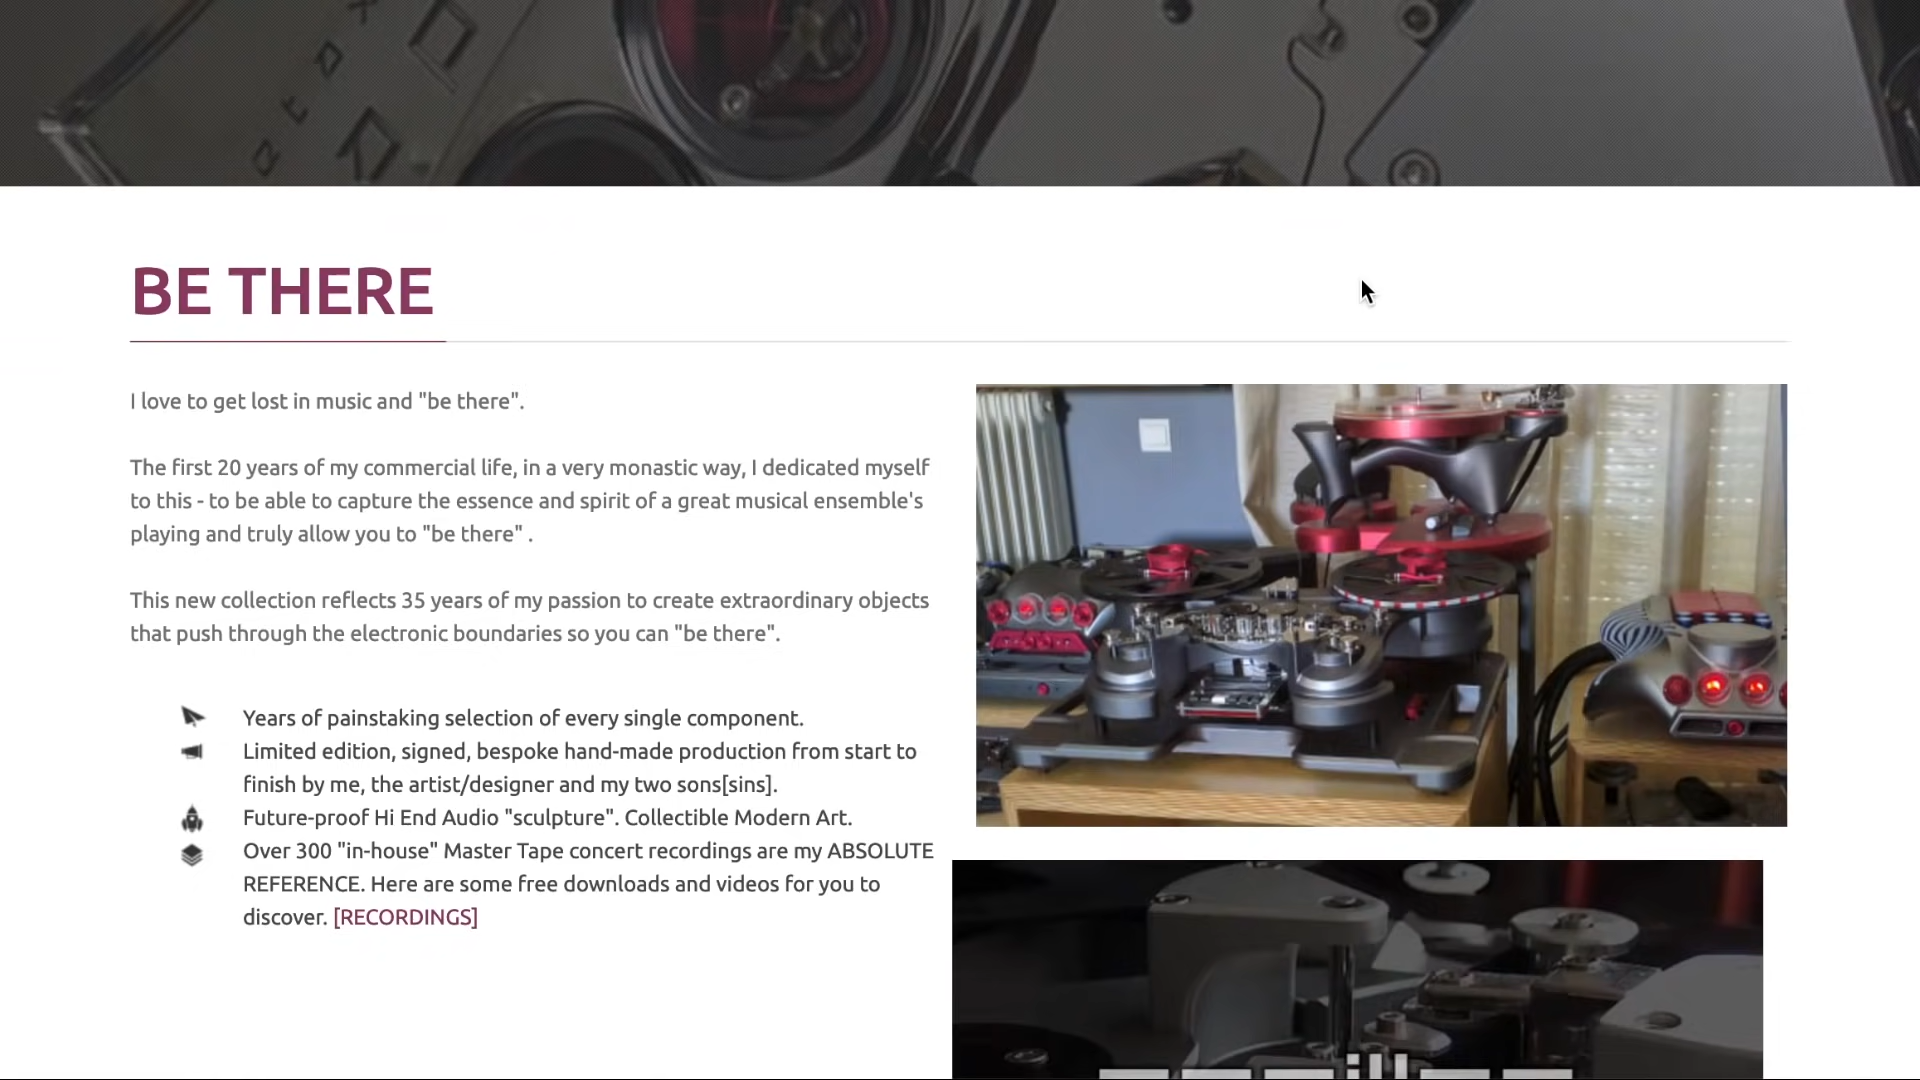 BE THERE
I love to get lost in music and "be there".
The first 20 years of my commercial life, in a very monastic way, I dedicated myself
to this - to be able to capture the essence and spirit of a great musical ensemble's
playing and truly allow you to "be there" .
This new collection reflects 35 years of my passion to create extraordinary objects
that push through the electronic boundaries so you can "be there".
Years of painstaking selection of every single component.
Limited edition, signed, bespoke hand-made production from start to
finish by me, the artist/designer and my two sons[sins].
Future-proof Hi End Audio "sculpture". Collectible Modern Art.
Over 300 "in-house" Master Tape concert recordings are my ABSOLUTE
REFERENCE. Here are some free downloads and videos for you to
discover. [RECORDINGS]